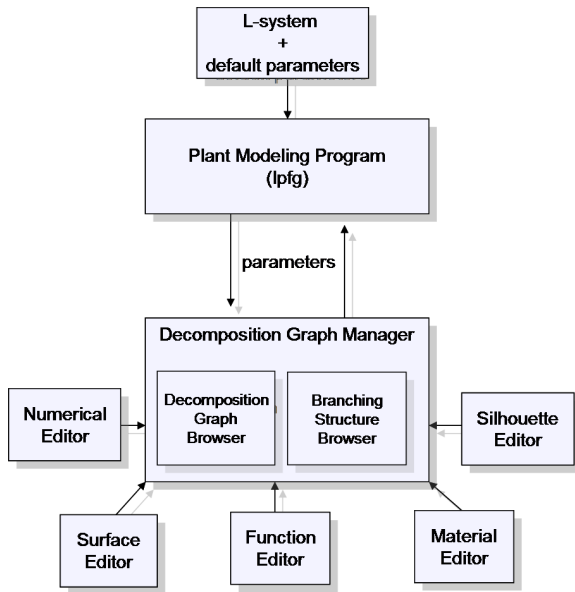 L-system
+
default parameters
Plant Modeling Program
(lpfg)
parameters
Decomposition Graph Manager
Decomposition
Graph
Browser
Branching
Structure
Browser
Numerical
Editor
Silhouette
Editor
Surface
Editor
Function
Editor
Material
Editor